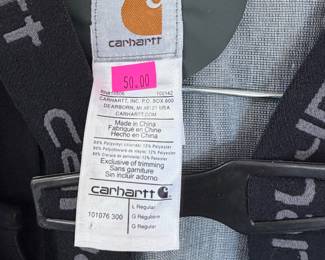 carhartt
50.00
CARHARTT, INC. P.O. BOX 600
DEARBORN, MI 48121 USA
CARHARTT.COM
Made in China
Fabriqué en Chine
Hecho en China
Exclusive of trimming
Sans garniture
Sin incluir adorno
carhartt
101076 300
L Regular
G Regulière
G Regular